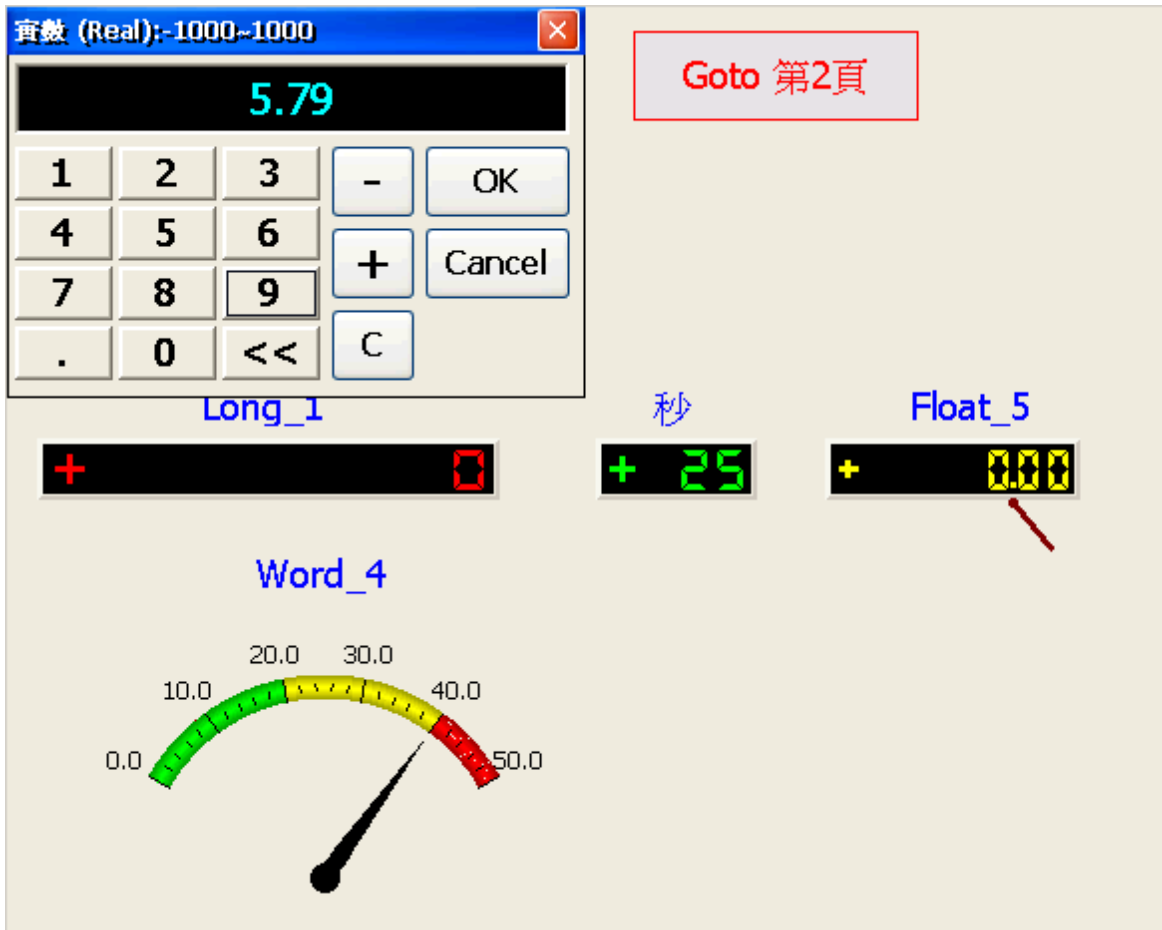 實數 (Real):-1000~1000
5.79
1 2 3 - OK
4 5 6
+ Cancel
7 8 9
. 0 << C
Goto 第2頁
Long_1 秒 Float_5
+ 0 + 25 + 0.00
Word_4
20.0 30.0
10.0 40.0
0.0 50.0